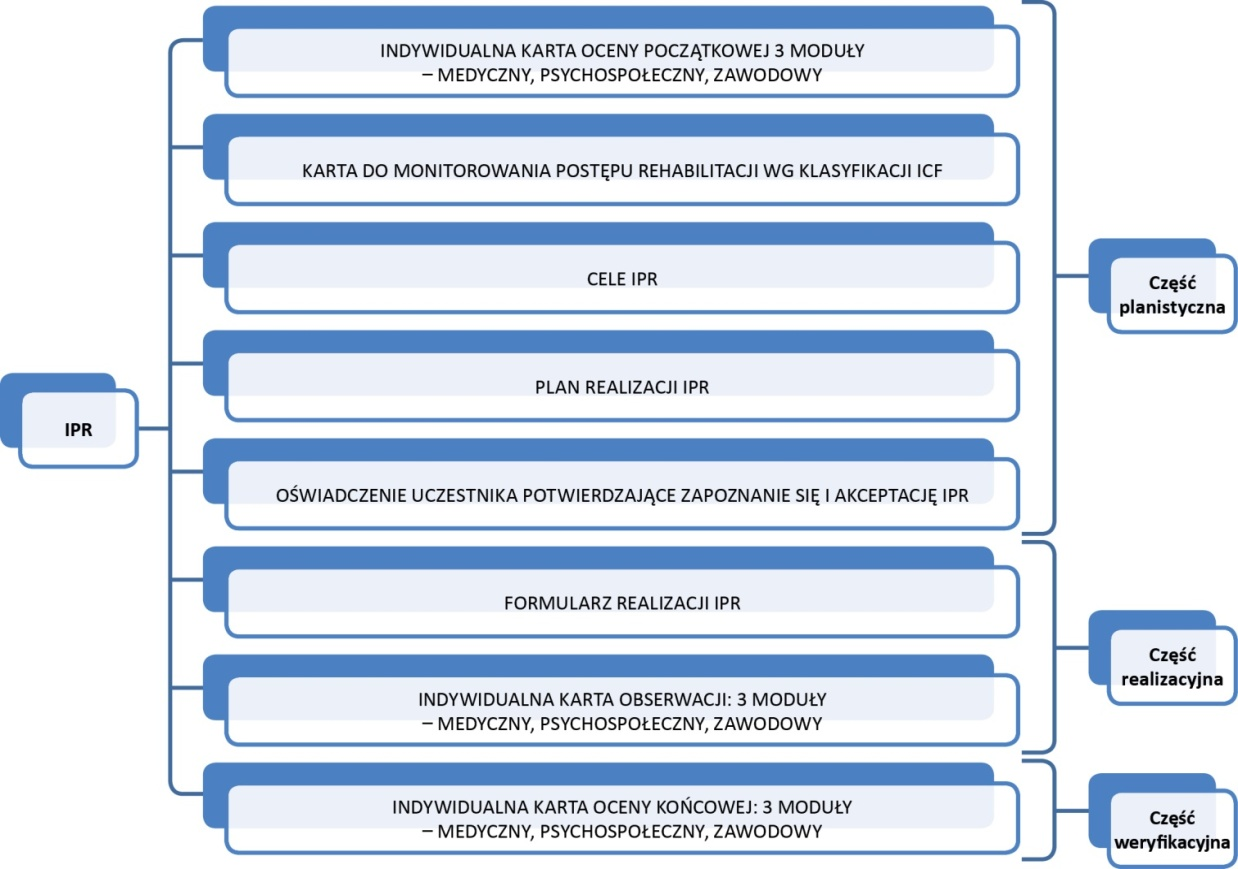 INDYWIDUALNA KARTA OCENY POCZĄTKOWEJ 3 MODUŁY
– MEDYCZNY, PSYCHOSPOŁECZNY, ZAWODOWY
KARTA DO MONITOROWANIA POSTĘPU REHABILITACJI WG KLASYFIKACJI ICF
CELE IPR
PLAN REALIZACJI IPR
OŚWIADCZENIE UCZESTNIKA POTWIERDZAJĄCE ZAPOZNANIE SIĘ I AKCEPTACJĘ IPR
FORMULARZ REALIZACJI IPR
INDYWIDUALNA KARTA OBSERWACJI: 3 MODUŁY
– MEDYCZNY, PSYCHOSPOŁECZNY, ZAWODOWY
INDYWIDUALNA KARTA OCENY KOŃCOWEJ: 3 MODUŁY
– MEDYCZNY, PSYCHOSPOŁECZNY, ZAWODOWY
IPR
Część
planistyczna
Część
realizacyjna
Część
weryfikacyjna